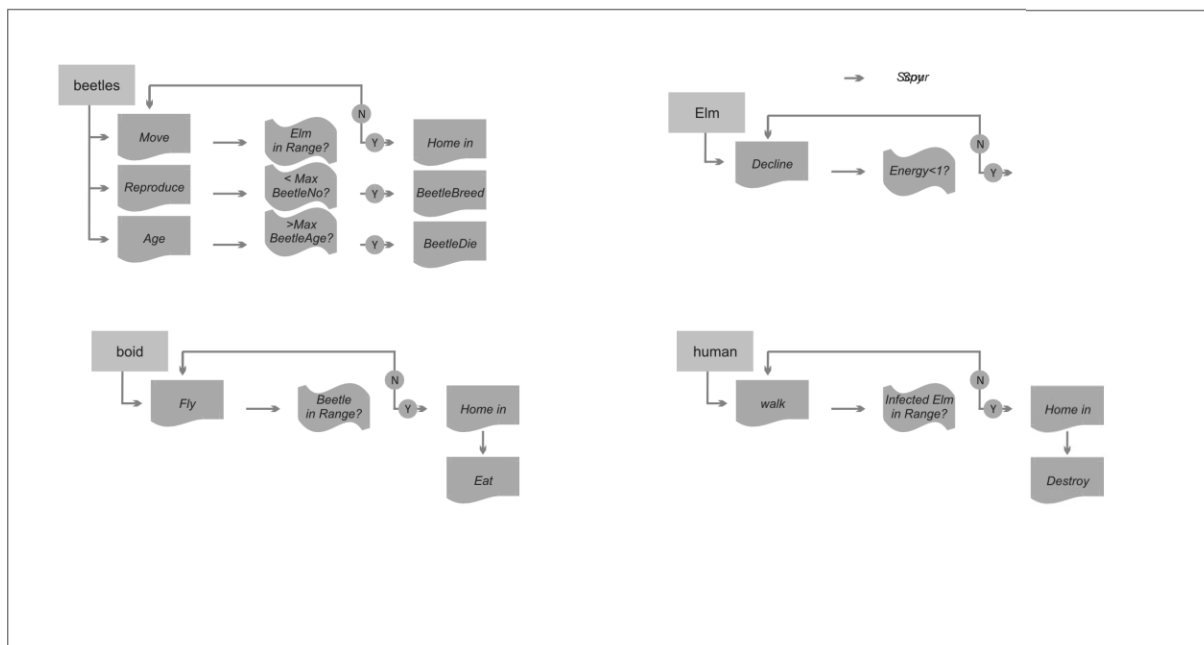 beetles
N
Move
Elm
in Range?
Y
Home in
Reproduce
< Max
BeetleNo?
Y
BeetleBreed
Age
>Max
BeetleAge?
Y
BeetleDie
Elm
N
Decline
Energy<1?
Y
boid
N
Fly
Beetle
in Range?
Y
Home in
Eat
human
N
walk
Infected Elm
in Range?
Y
Home in
Destroy